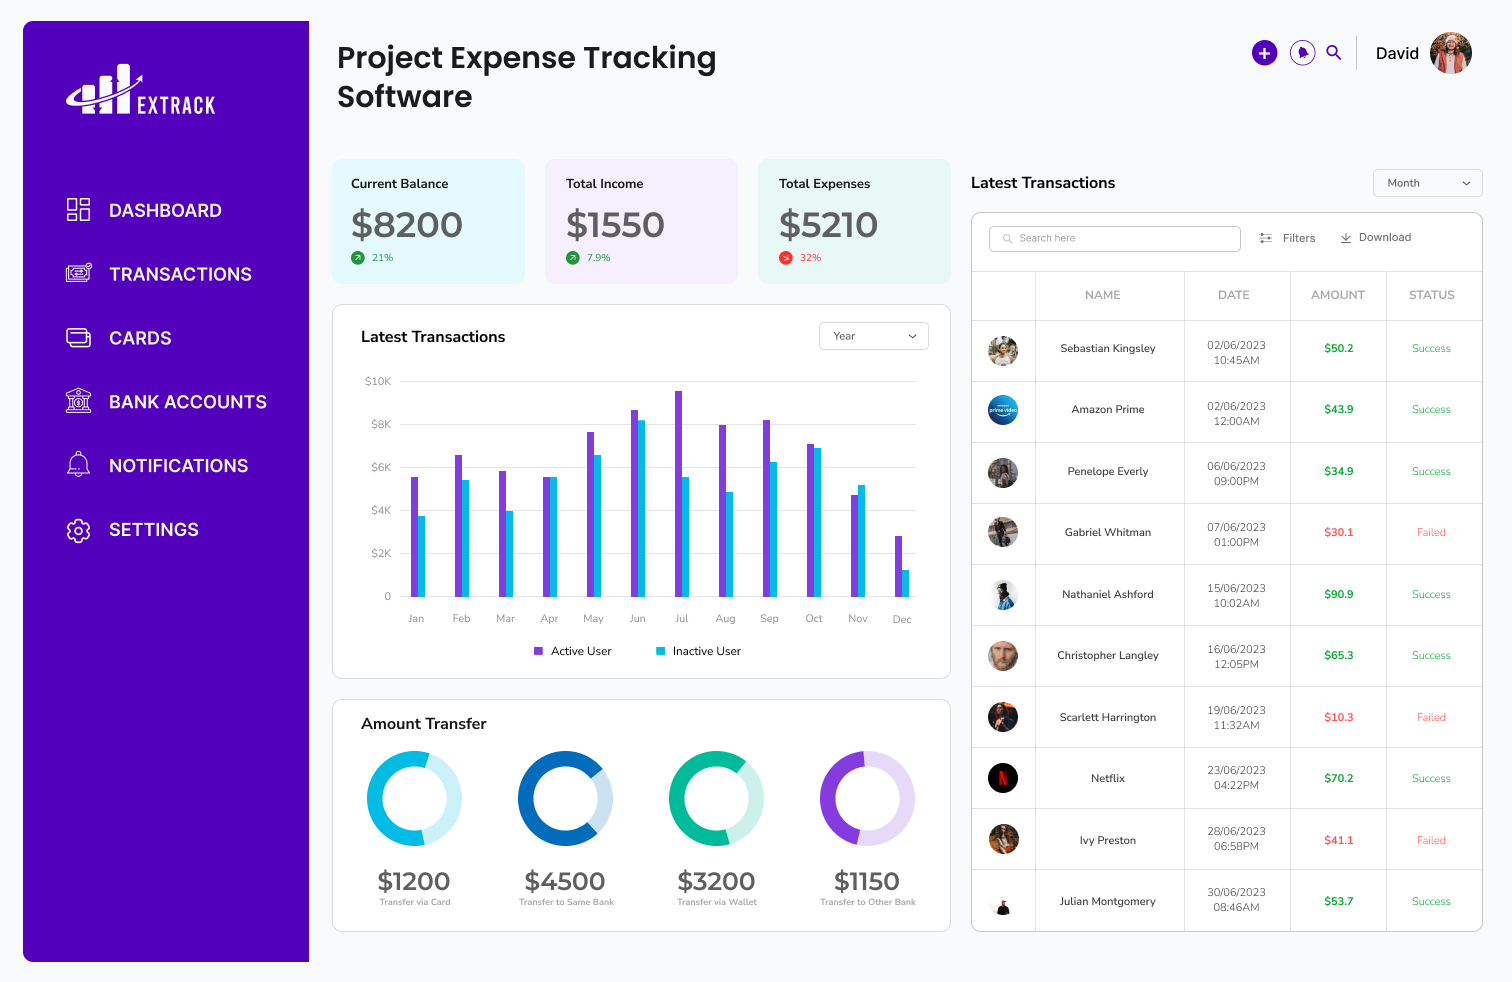 EXTRACK
DASHBOARD
TRANSACTIONS
CARDS
BANK ACCOUNTS
NOTIFICATIONS
SETTINGS
Project Expense Tracking
Software
David
Current Balance
$8200
21%
Total Income
$1550
7.9%
Total Expenses
$5210
32%
Latest Transactions
Year
$10K
$8K
$6K
$4K
$2K
0
Jan Feb Mar Apr May Jun Jul Aug Sep Oct Nov Dec
Active User Inactive User
Amount Transfer
$1200
Transfer via Card
$4500
Transfer to Same Bank
$3200
Transfer via Wallet
$1150
Transfer to Other Bank
Latest Transactions
Month
Search here
Filters
Download
NAME DATE AMOUNT STATUS
Sebastian Kingsley
02/06/2023
10:45AM
$50.2
Success
prime video
Amazon Prime
02/06/2023
12:00AM
$43.9
Success
Penelope Everly
06/06/2023
09:00PM
$34.9
Success
Gabriel Whitman
07/06/2023
01:00PM
$30.1
Failed
Nathaniel Ashford
15/06/2023
10:02AM
$90.9
Success
Christopher Langley
16/06/2023
12:05PM
$65.3
Success
Scarlett Harrington
19/06/2023
11:32AM
$10.3
Failed
N
Netflix
23/06/2023
04:22PM
$70.2
Success
Ivy Preston
28/06/2023
06:58PM
$41.1
Failed
Julian Montgomery
30/06/2023
08:46AM
$53.7
Success